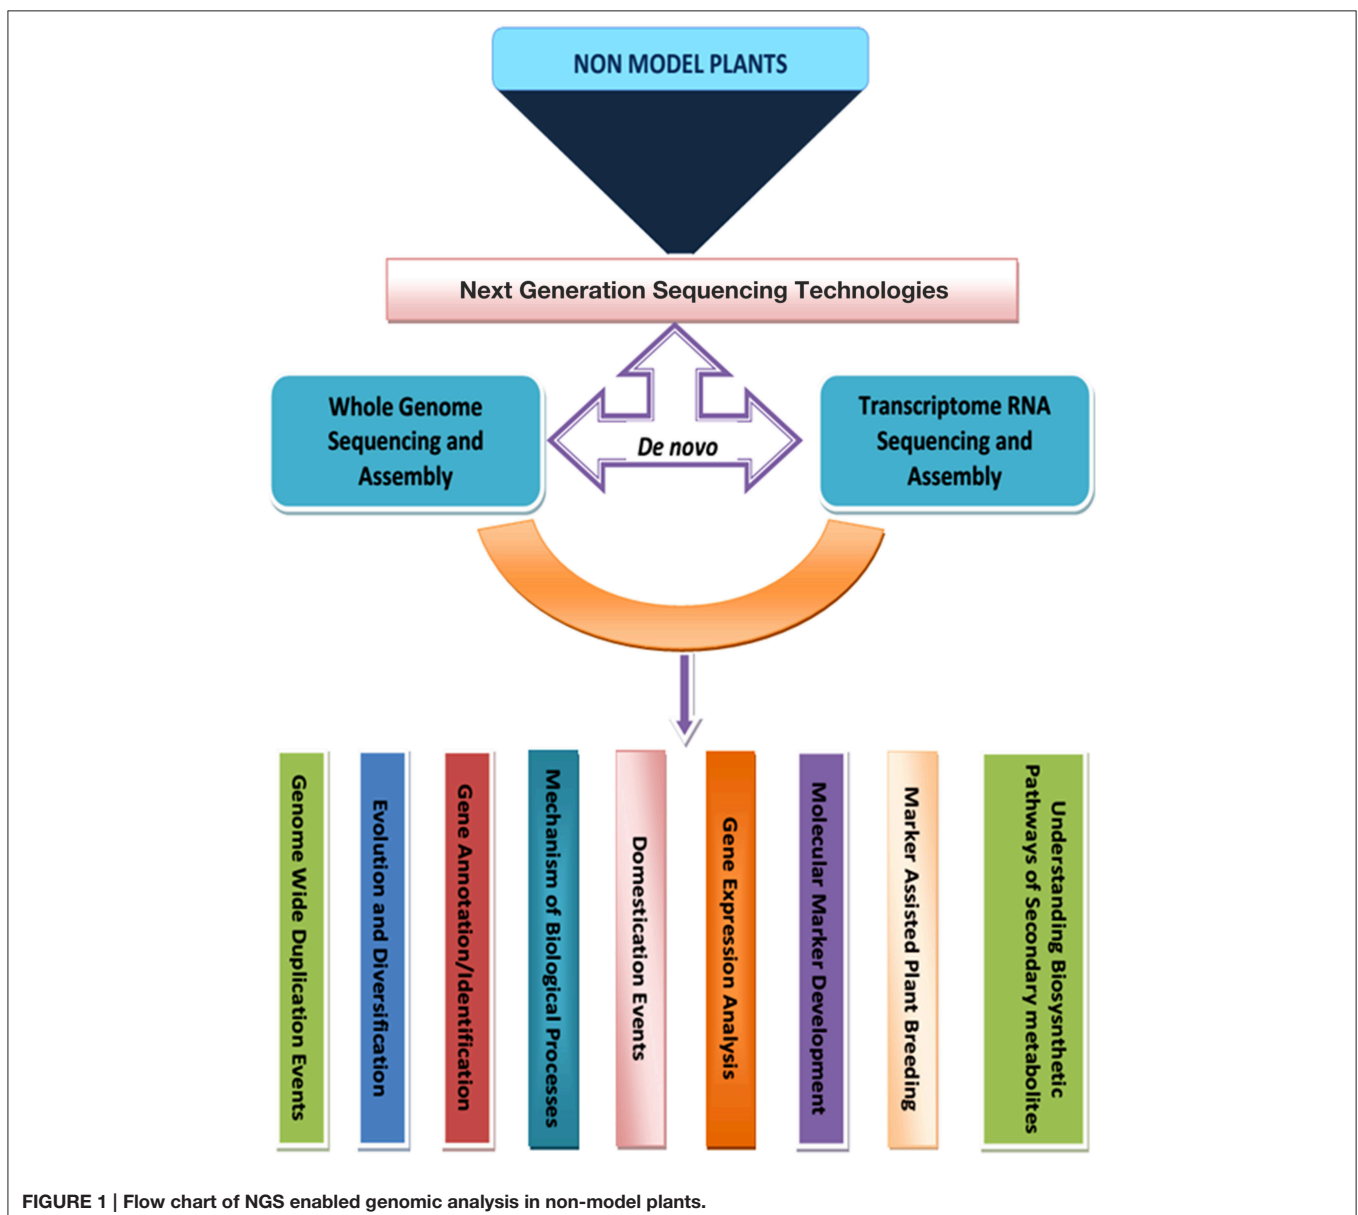 NON MODEL PLANTS
Next Generation Sequencing Technologies
Whole Genome
Sequencing and
Assembly
De novo
Transcriptome RNA
Sequencing and
Assembly
Genome Wide Duplication Events
Evolution and Diversification
Gene Annotation/Identification
Mechanism of Biological Processes
Domestication Events
Gene Expression Analysis
Molecular Marker Development
Marker Assisted Plant Breeding
Understanding Biosysnthetic
Pathways of Secondary metabolites
FIGURE 1 | Flow chart of NGS enabled genomic analysis in non-model plants.